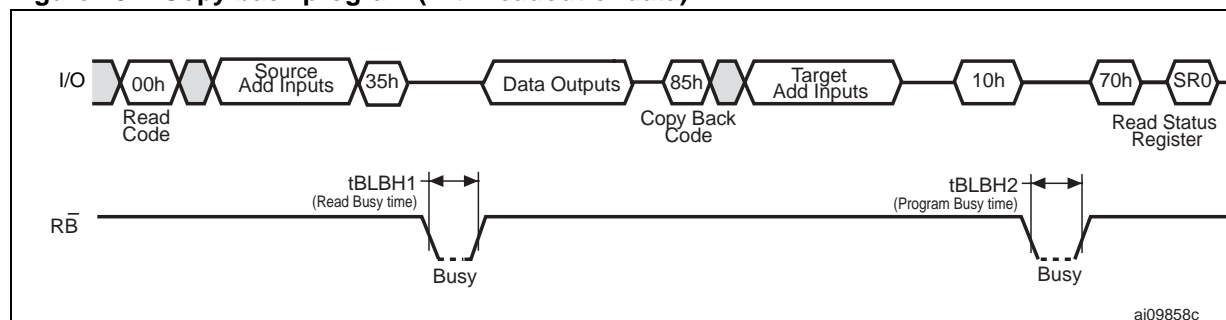 I/O
00h
Source
Add Inputs
35h
Data Outputs
85h
Target
Add Inputs
10h
70h
SR0
Read
Code
Copy Back
Code
Read Status
Register
tBLBH1
(Read Busy time)
tBLBH2
(Program Busy time)
RB̅
Busy
Busy
ai09858c